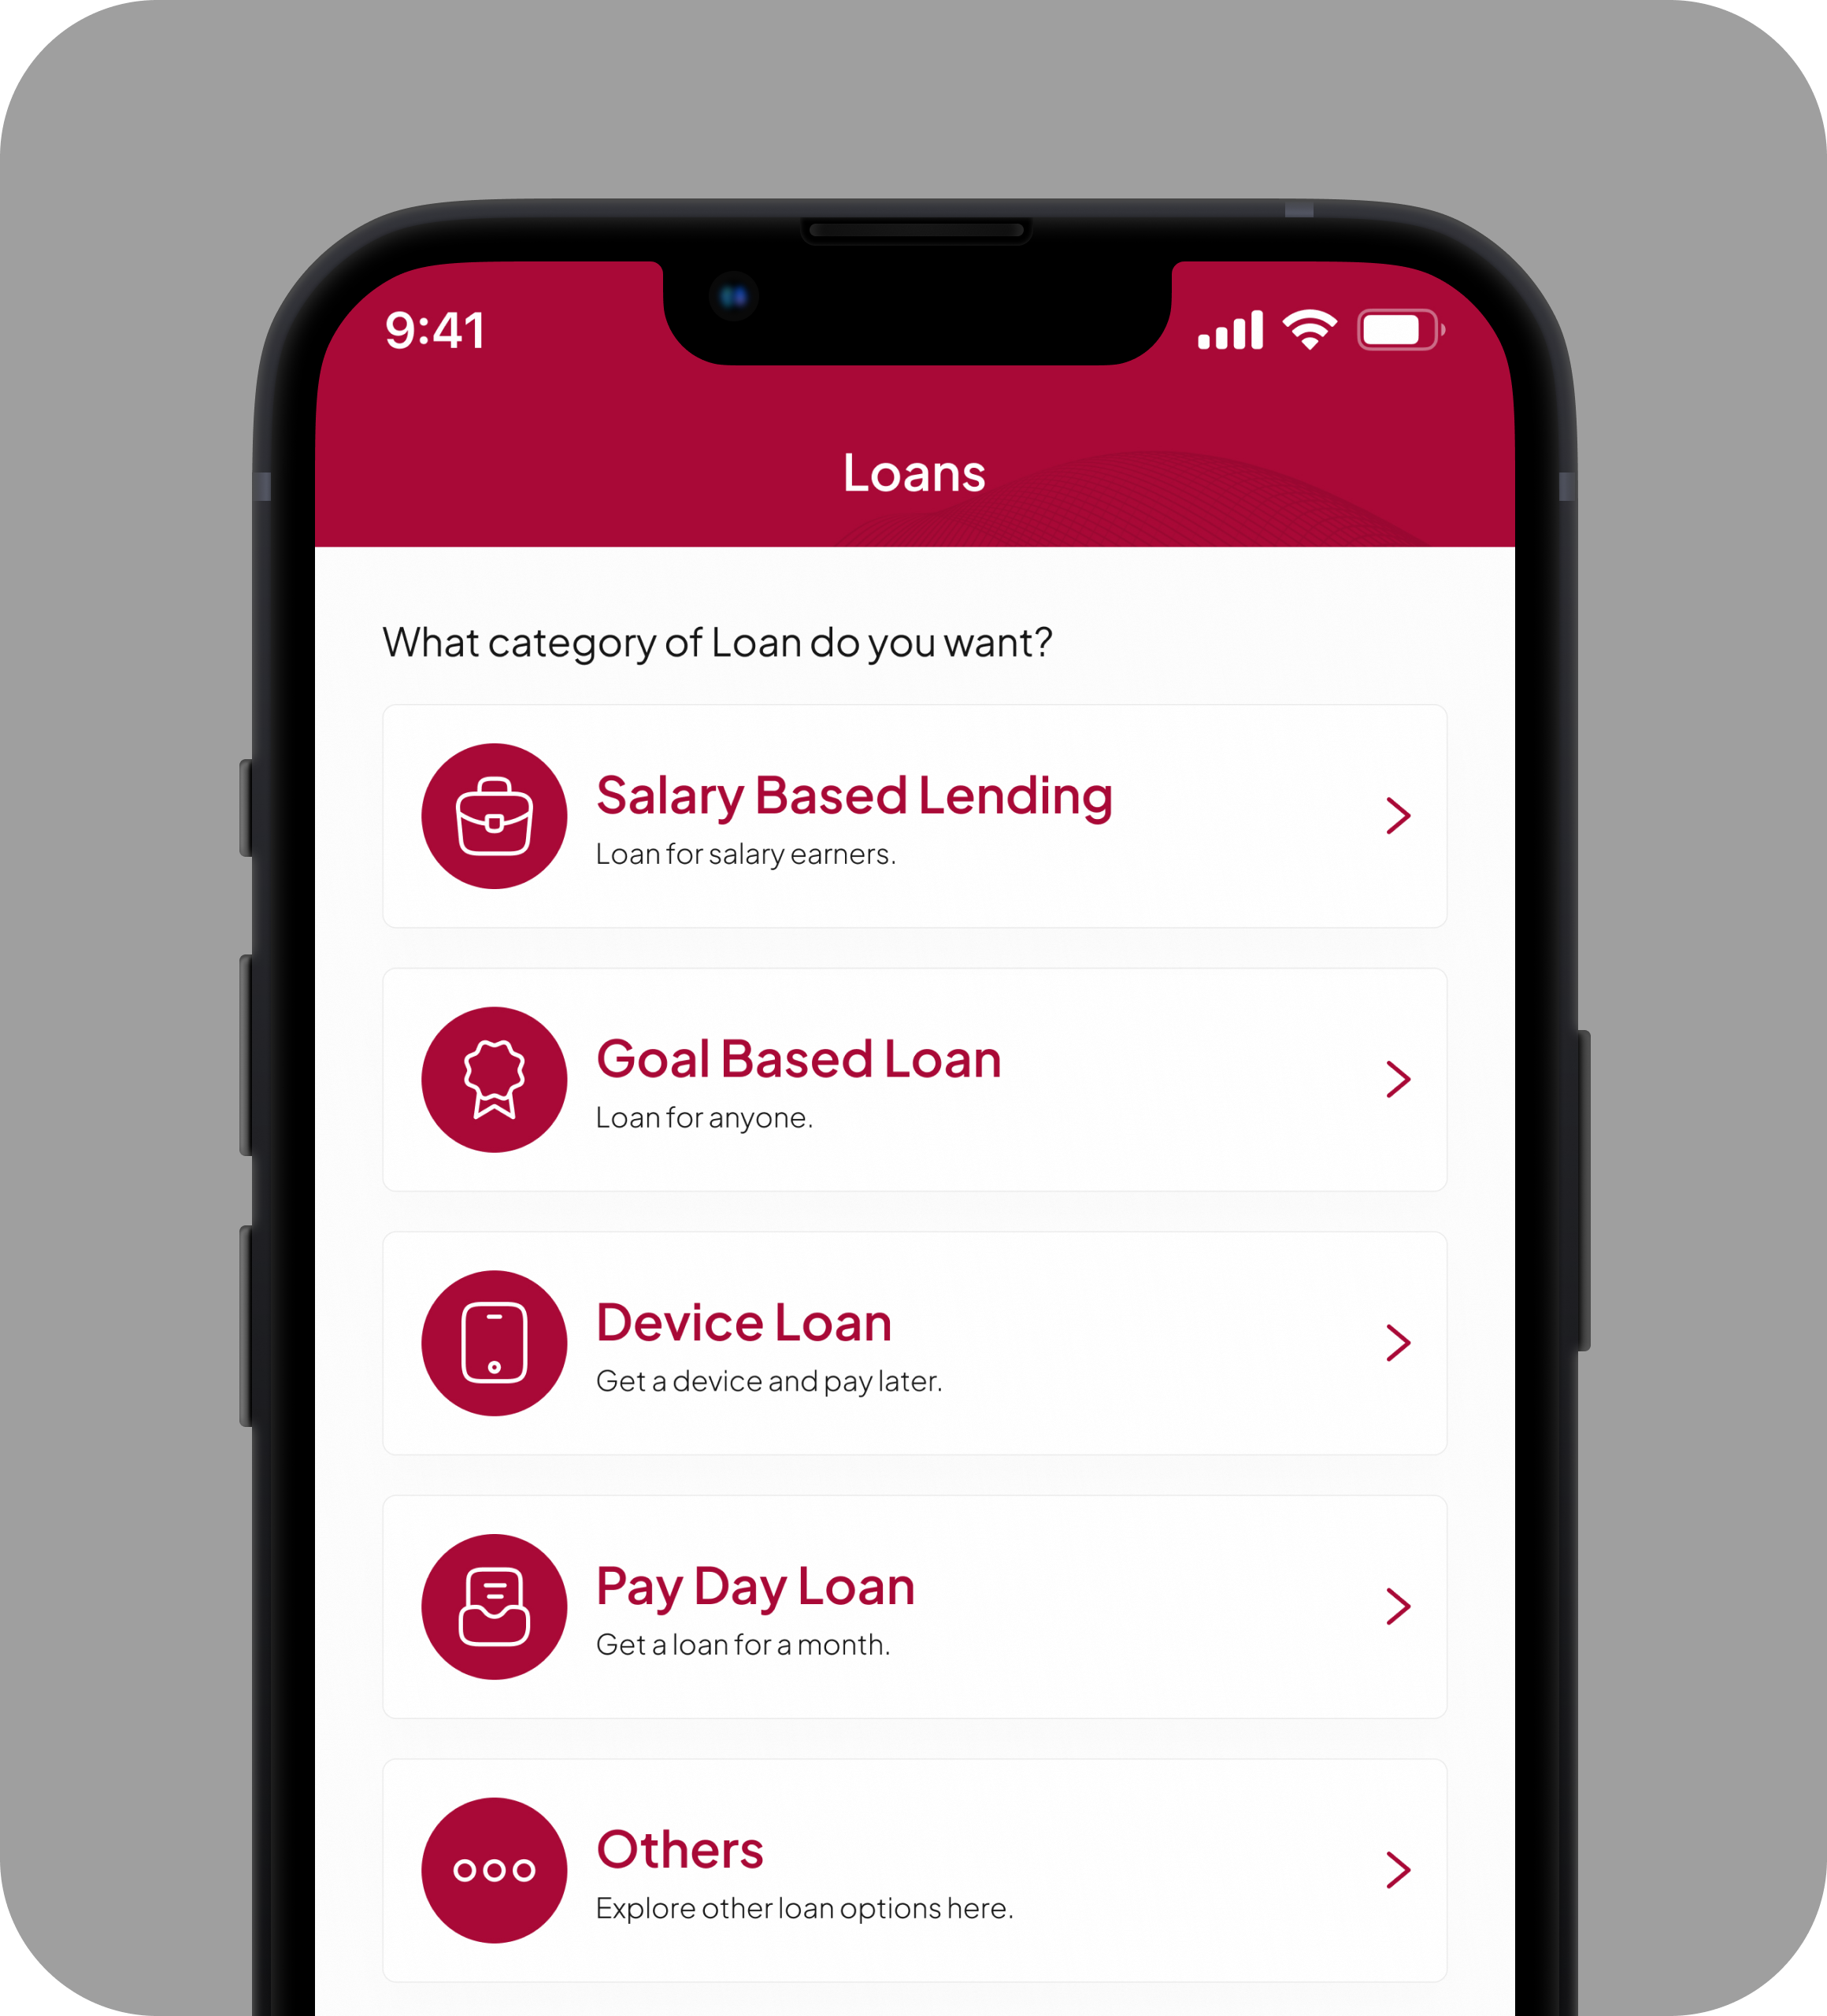 9:41
Loans
What category of Loan do you want?
Salary Based Lending
Loan for salary earners.
Goal Based Loan
Loan for anyone.
Device Loan
Get a device and pay later.
Pay Day Loan
Get a loan for a month.
Others
Explore other loan options here.